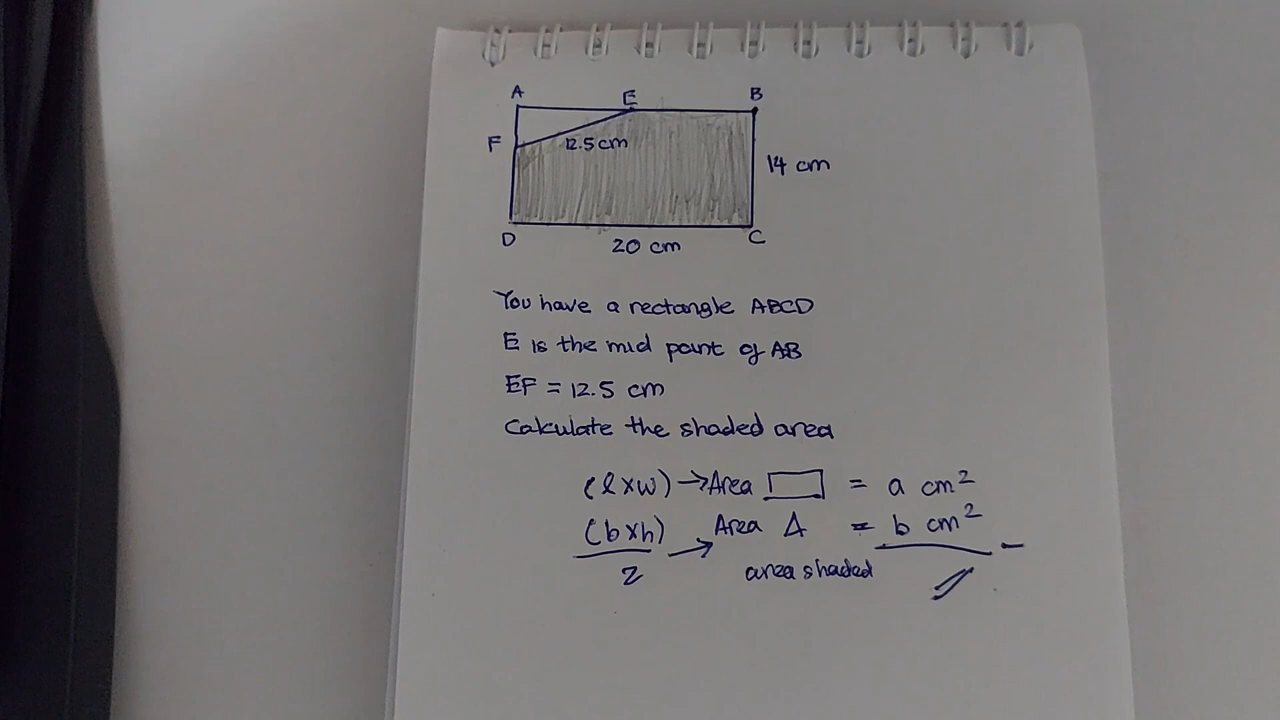 A E B
F 12.5 cm 14 cm
D 20 cm C
You have a rectangle ABCD
E is the mid point of AB
EF = 12.5 cm
Calculate the shaded area
(l x w) → Area = a cm²
(b x h) / 2 → Area Δ = b cm² –
area shaded